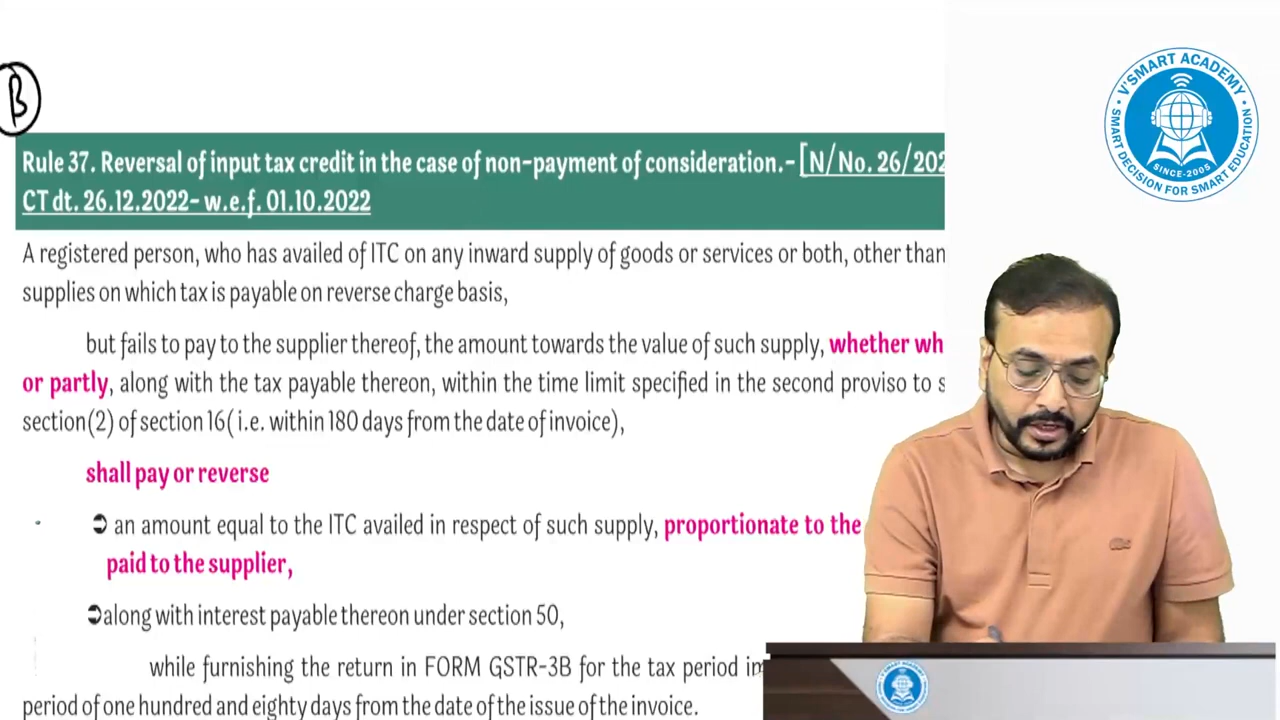 β
Rule 37. Reversal of input tax credit in the case of non-payment of consideration.- [N/No. 26/202
CT dt. 26.12.2022- w.e.f. 01.10.2022
A registered person, who has availed of ITC on any inward supply of goods or services or both, other than
supplies on which tax is payable on reverse charge basis,
but fails to pay to the supplier thereof, the amount towards the value of such supply, whether wh
or partly, along with the tax payable thereon, within the time limit specified in the second proviso to s
section(2) of section 16( i.e. within 180 days from the date of invoice),
shall pay or reverse
➲ an amount equal to the ITC availed in respect of such supply, proportionate to the
paid to the supplier,
➲along with interest payable thereon under section 50,
while furnishing the return in FORM GSTR-3B for the tax period
period of one hundred and eighty days from the date of the issue of the invoice.
V'SMART ACADEMY
SINCE-2005
SMART DECISION FOR SMART EDUCATION